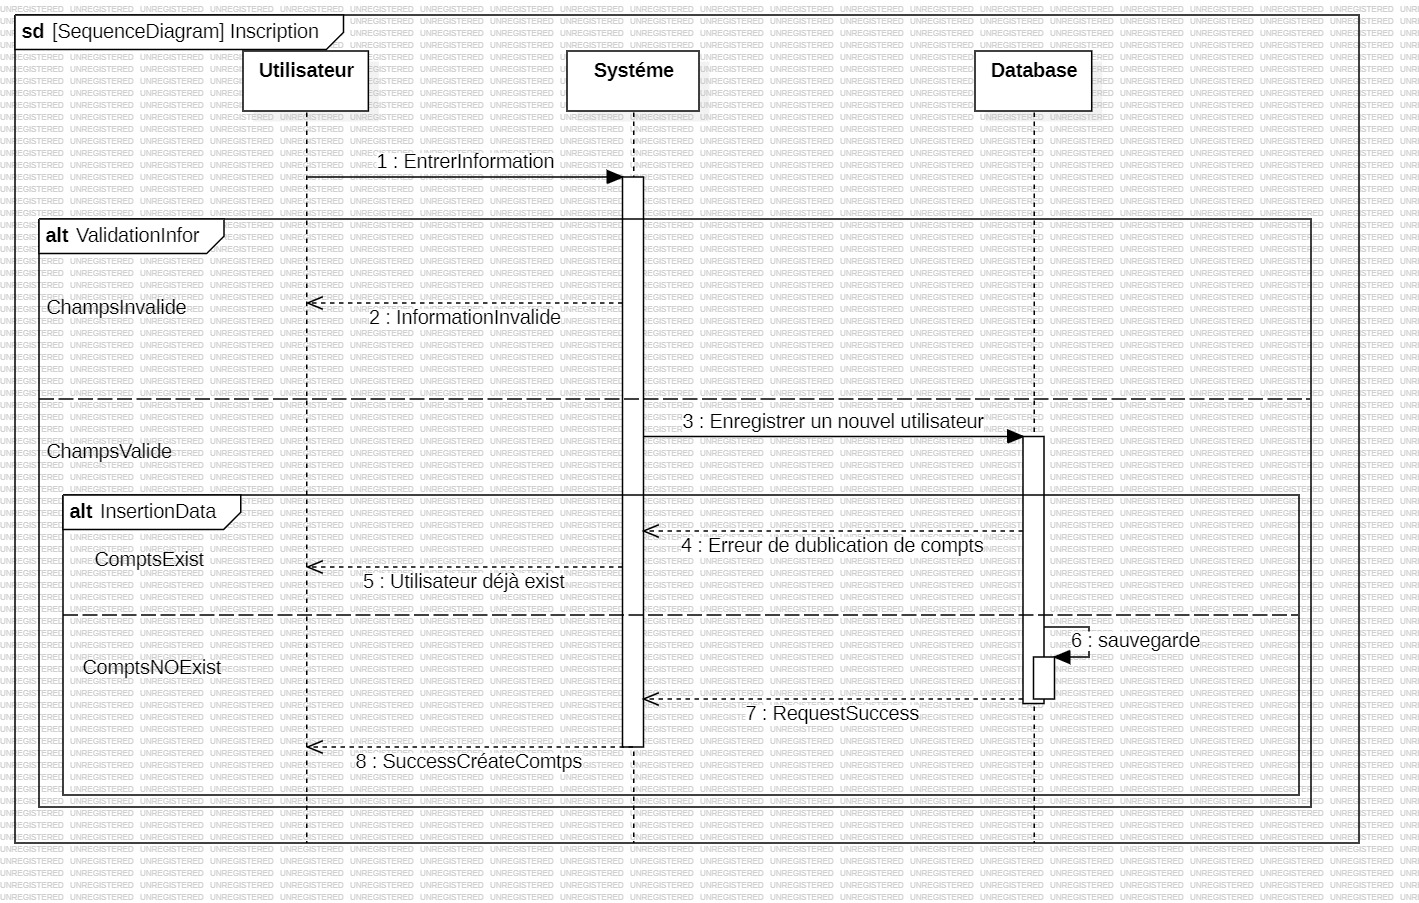 sd [SequenceDiagram] Inscription
Utilisateur
Systéme
Database
1 : EntrerInformation
alt ValidationInfor
ChampsInvalide
2 : InformationInvalide
3 : Enregistrer un nouvel utilisateur
ChampsValide
alt InsertionData
4 : Erreur de dublication de compts
ComptsExist
5 : Utilisateur déjà exist
6 : sauvegarde
ComptsNOExist
7 : RequestSuccess
8 : SuccessCréateComtps
UNREGISTERED